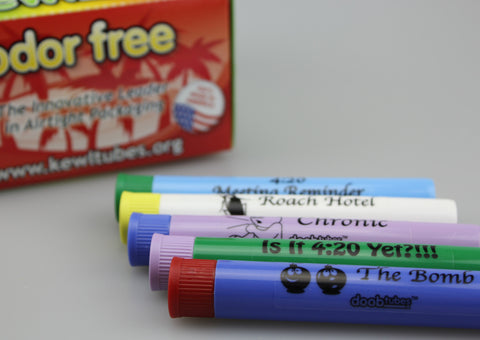 odor free
The Innovative Leader
in Airtight Packaging
www.kewltubes.org
4:20
Meeting Reminder
Roach Hotel
Chronic
Is It 4:20 Yet?!!!
The Bomb
doobtubes™